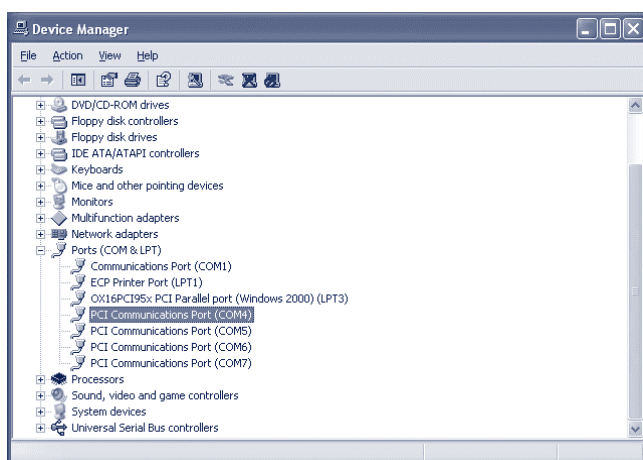 Device Manager
File Action View Help
DVD/CD-ROM drives
Floppy disk controllers
Floppy disk drives
IDE ATA/ATAPI controllers
Keyboards
Mice and other pointing devices
Monitors
Multifunction adapters
Network adapters
Ports (COM & LPT)
Communications Port (COM1)
ECP Printer Port (LPT1)
OX16PCI95x PCI Parallel port (Windows 2000) (LPT3)
PCI Communications Port (COM4)
PCI Communications Port (COM5)
PCI Communications Port (COM6)
PCI Communications Port (COM7)
Processors
Sound, video and game controllers
System devices
Universal Serial Bus controllers